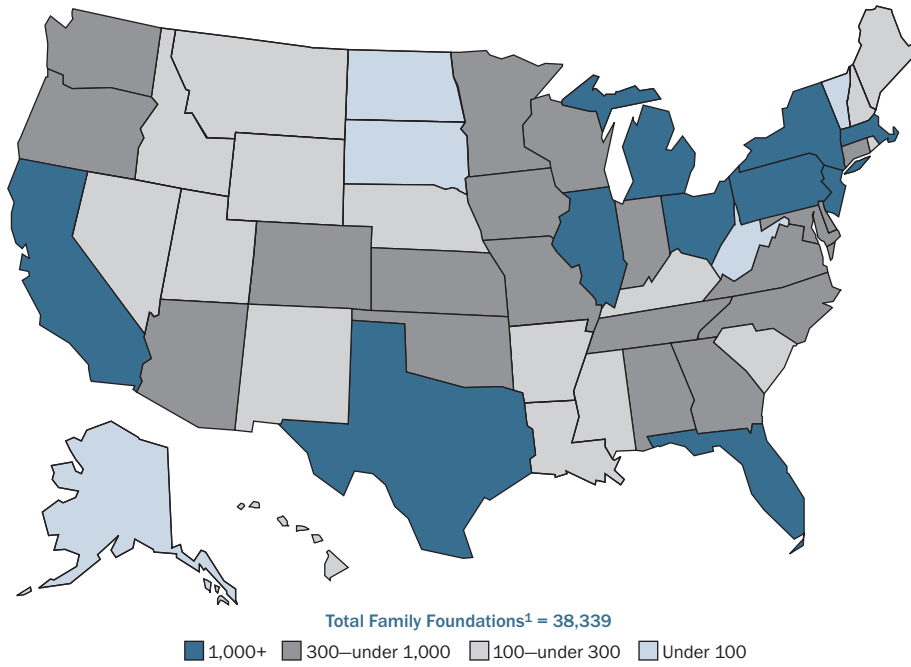 Total Family Foundations¹ = 38,339
1,000+ 300—under 1,000 100—under 300 Under 100